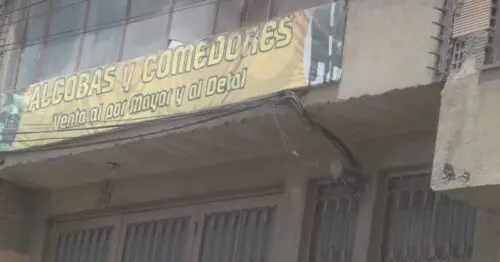 ALCOBAS Y COMEDORES
Venta al por Mayor y al Detal